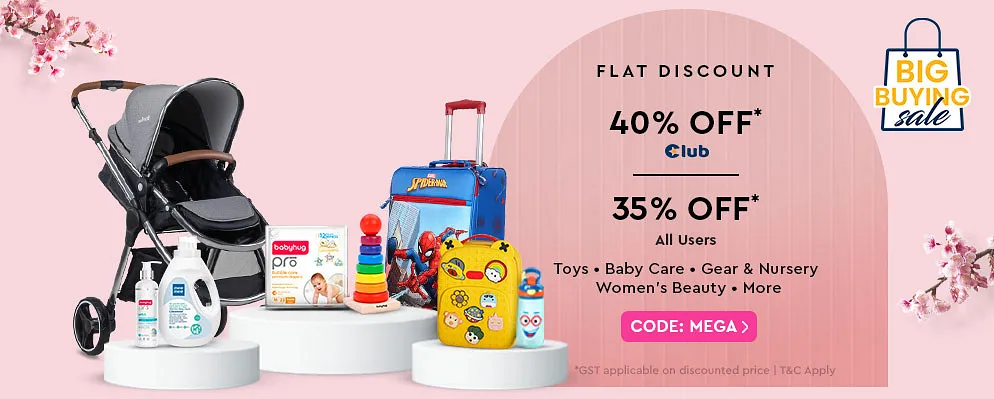 FLAT DISCOUNT
40% OFF*
Club
35% OFF*
All Users
Toys • Baby Care • Gear & Nursery
Women's Beauty • More
CODE: MEGA >
*GST applicable on discounted price | T&C Apply
BIG
BUYING
sale
SPIDER-MAN
babyhug
pro